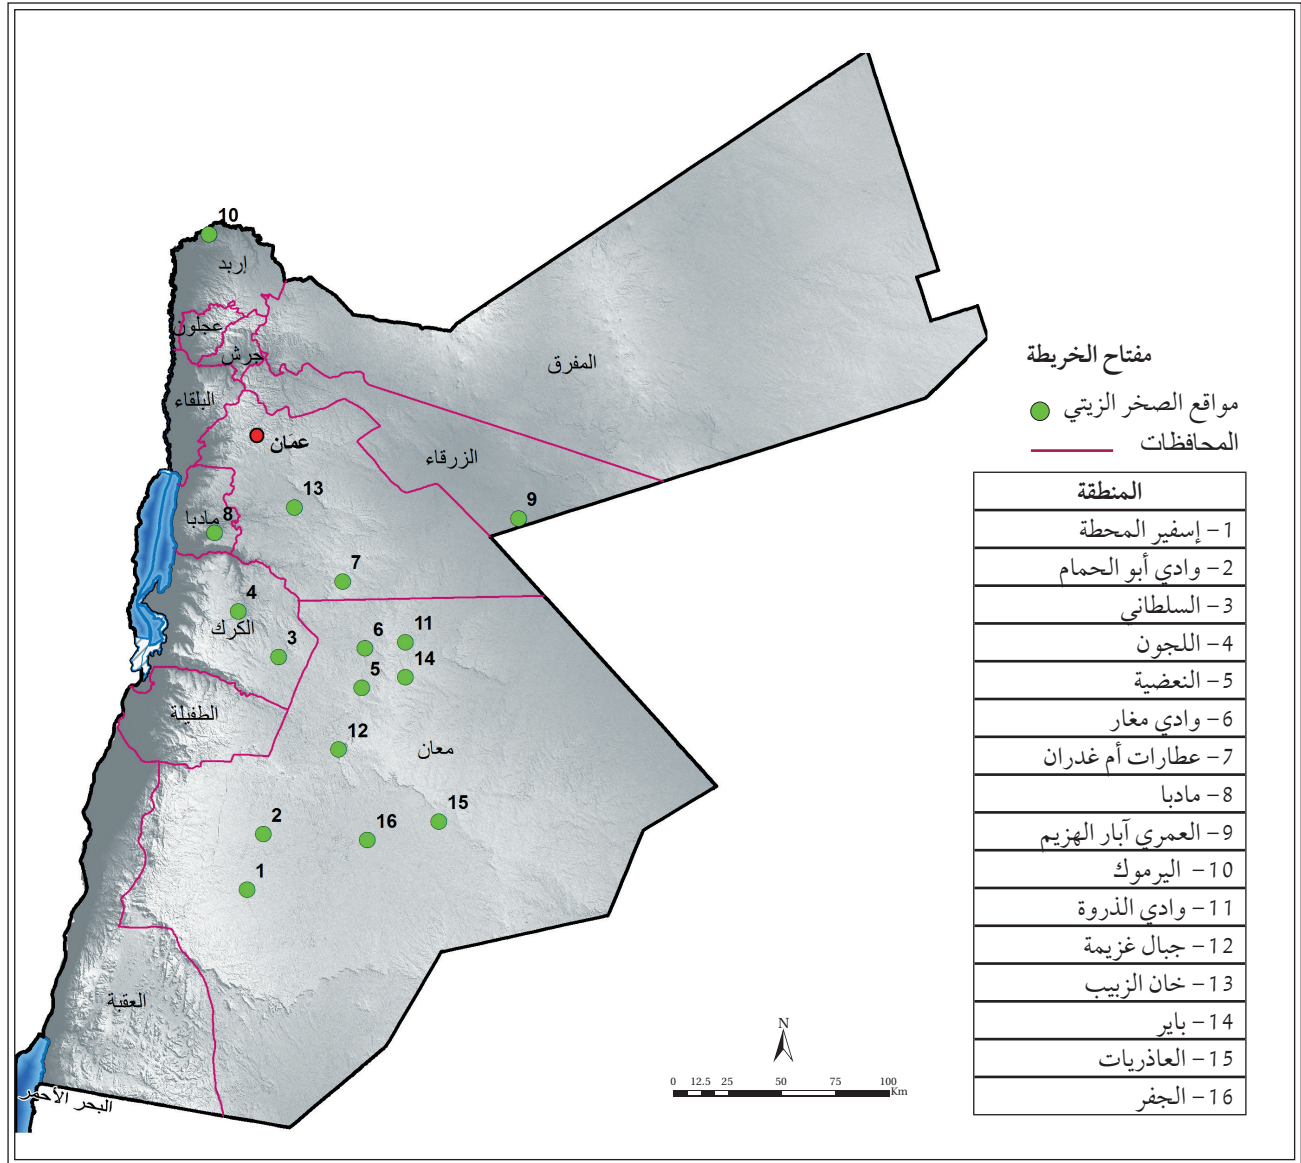 10
إربد
عجلون
جرش
المفرق
البلقاء
عمّان
الزرقاء
13
9
مادبا
8
7
4
الكرك
3
6
11
5
14
الطفيلة
12
معان
2
16
15
1
العقبة
البحر الأحمر
N
0 12.5 25 50 75 100
Km
مفتاح الخريطة
مواقع الصخر الزيتي
المحافظات
المنطقة
1- إسفير المحطة
2- وادي أبو الحمام
3- السلطاني
4- اللجون
5- النعضية
6- وادي مغار
7- عطارات أم غدران
8- مادبا
9- العمري آبار الهزيم
10- اليرموك
11- وادي الذروة
12- جبال غزيمة
13- خان الزبيب
14- باير
15- العاذريات
16- الجفر